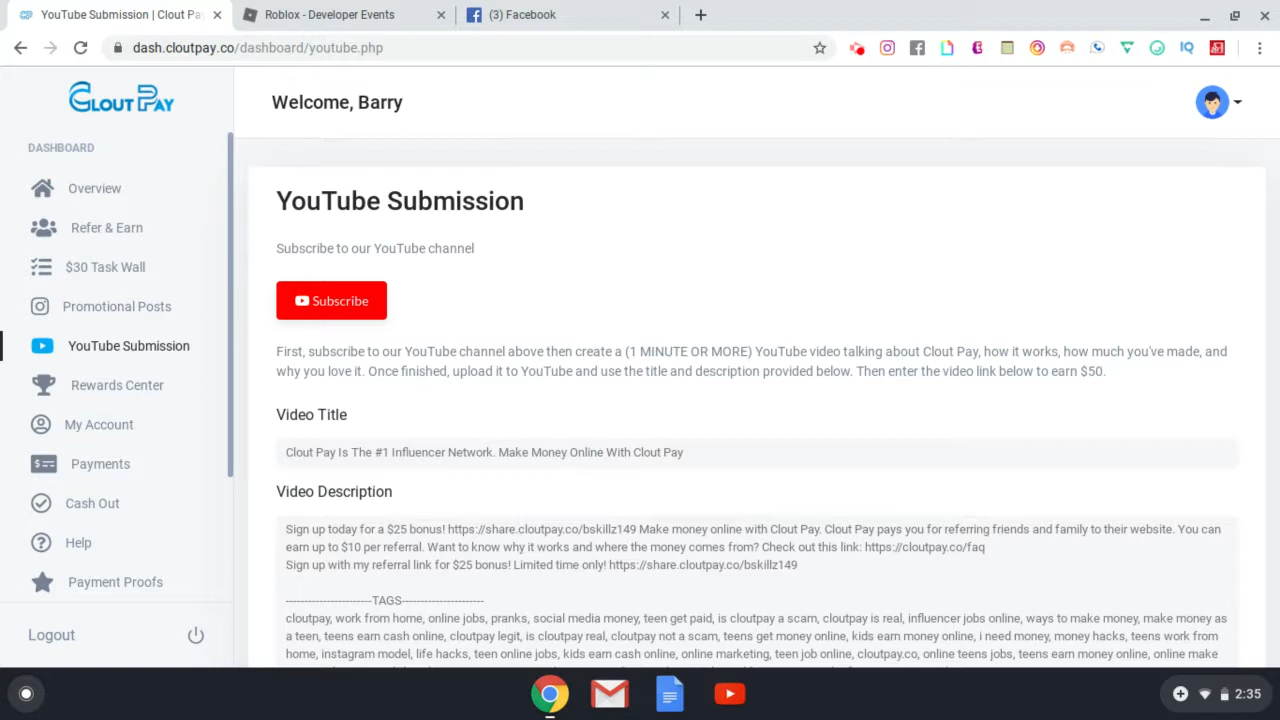 YouTube Submission | Clout Pay
Roblox - Developer Events
(3) Facebook
dash.cloutpay.co/dashboard/youtube.php
CLOUT PAY
Welcome, Barry
DASHBOARD
Overview
Refer & Earn
$30 Task Wall
Promotional Posts
YouTube Submission
Rewards Center
My Account
Payments
Cash Out
Help
Payment Proofs
Logout
YouTube Submission
Subscribe to our YouTube channel
Subscribe
First, subscribe to our YouTube channel above then create a (1 MINUTE OR MORE) YouTube video talking about Clout Pay, how it works, how much you've made, and
why you love it. Once finished, upload it to YouTube and use the title and description provided below. Then enter the video link below to earn $50.
Video Title
Clout Pay Is The #1 Influencer Network. Make Money Online With Clout Pay
Video Description
Sign up today for a $25 bonus! https://share.cloutpay.co/bskillz149 Make money online with Clout Pay. Clout Pay pays you for referring friends and family to their website. You can
earn up to $10 per referral. Want to know why it works and where the money comes from? Check out this link: https://cloutpay.co/faq
Sign up with my referral link for $25 bonus! Limited time only! https://share.cloutpay.co/bskillz149
-----------------------TAGS----------------------
cloutpay, work from home, online jobs, pranks, social media money, teen get paid, is cloutpay a scam, cloutpay is real, influencer jobs online, ways to make money, make money as
a teen, teens earn cash online, cloutpay legit, is cloutpay real, cloutpay not a scam, teens get money online, kids earn money online, i need money, money hacks, teens work from
home, instagram model, life hacks, teen online jobs, kids earn cash online, online marketing, teen job online, cloutpay.co, online teens jobs, teens earn money online, online make
2:35